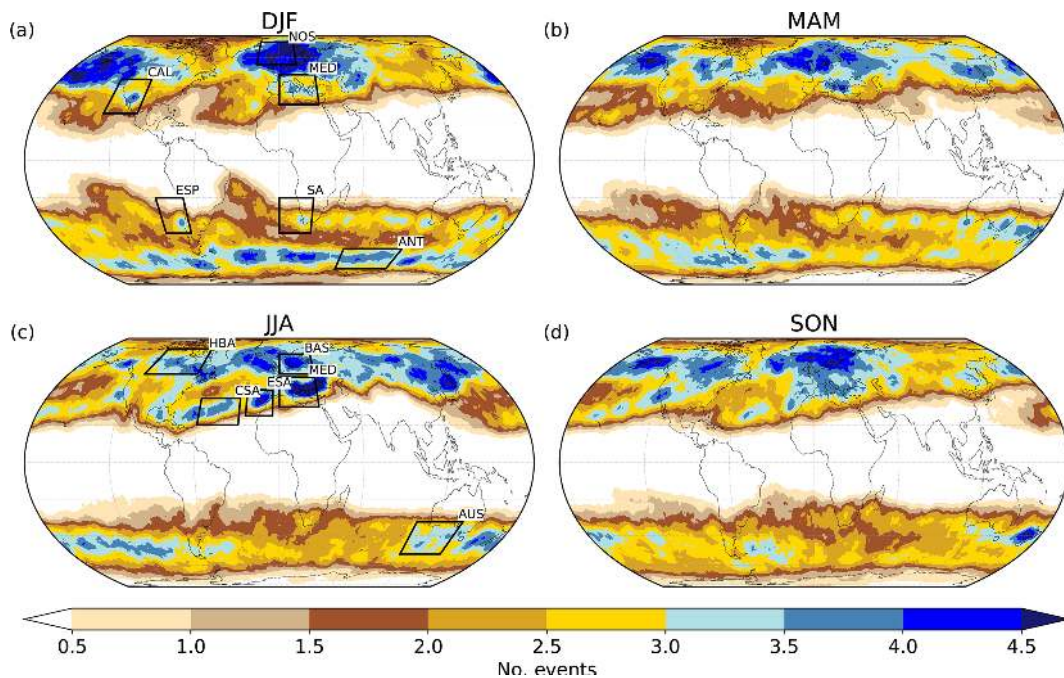 (a)
DJF
NOS
CAL
MED
ESP
SA
ANT
(b)
MAM
(c)
JJA
HBA
BAS
MED
ESA
CSA
AUS
(d)
SON
0.5 1.0 1.5 2.0 2.5 3.0 3.5 4.0 4.5
No. events